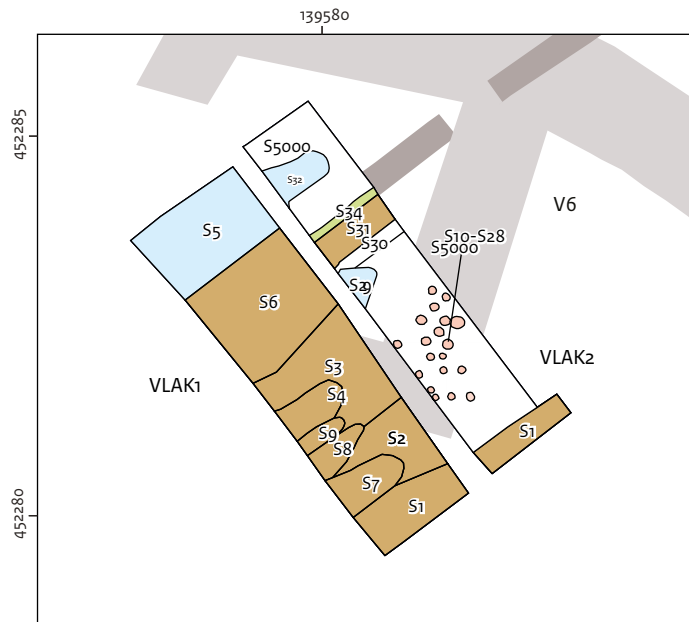 139580
452285
S5000
S32
S34
S31
S30
S29
V6
S10-S28
S5000
S5
S6
VLAK1
S3
S4
S9
S8
S2
S7
S1
VLAK2
S1
452280